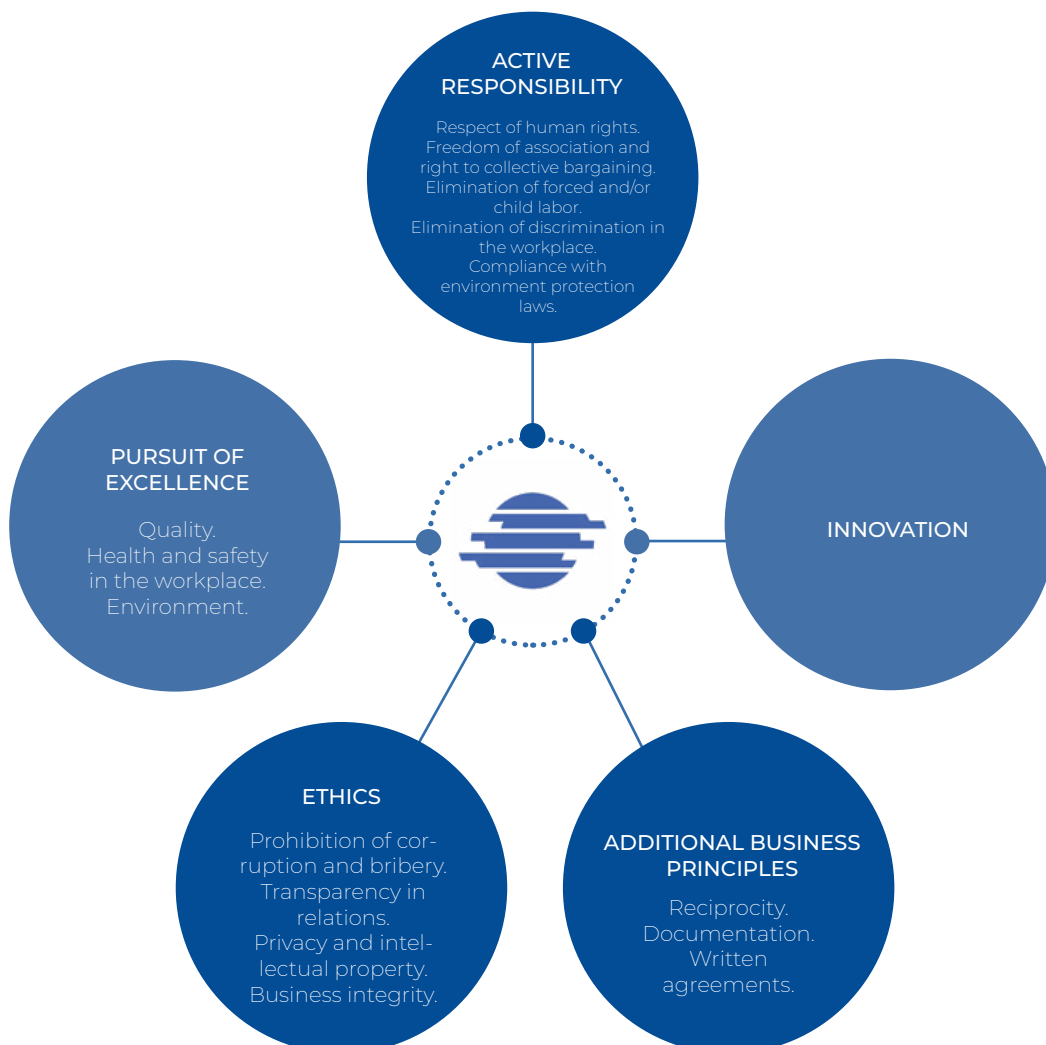 ACTIVE
RESPONSIBILITY
Respect of human rights.
Freedom of association and
right to collective bargaining.
Elimination of forced and/or
child labor.
Elimination of discrimination in
the workplace.
Compliance with
environment protection
laws.
PURSUIT OF
EXCELLENCE
Quality.
Health and safety
in the workplace.
Environment.
INNOVATION
ETHICS
Prohibition of cor-
ruption and bribery.
Transparency in
relations.
Privacy and intel-
lectual property.
Business integrity.
ADDITIONAL BUSINESS
PRINCIPLES
Reciprocity.
Documentation.
Written
agreements.